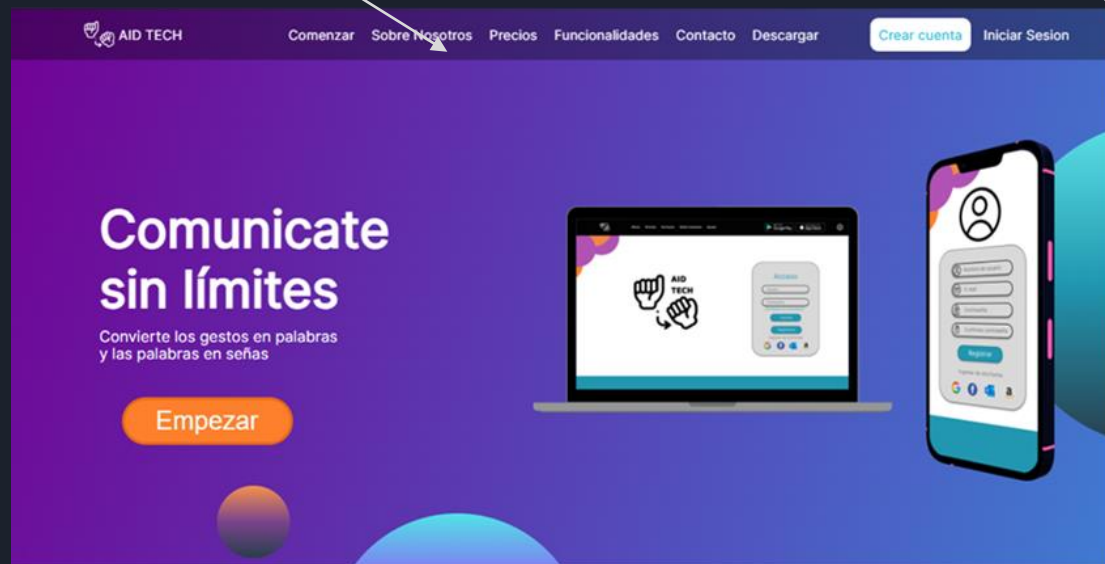 AID TECH
Comenzar Sobre Nosotros Precios Funcionalidades Contacto Descargar Crear cuenta Iniciar Sesion
Comunicate
sin límites
Convierte los gestos en palabras
y las palabras en señas
Empezar
AID
TECH
Registrar